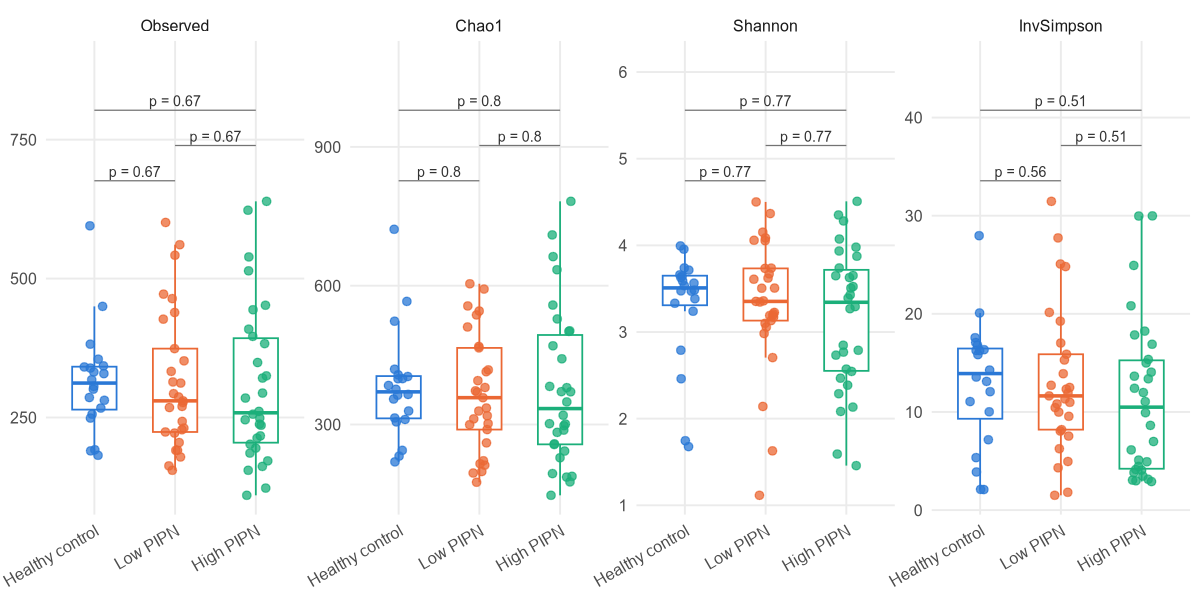 Observed
Chao1
Shannon
InvSimpson
p = 0.67
p = 0.67
p = 0.67
750
500
250
Healthy control
Low PIPN
High PIPN
p = 0.8
p = 0.8
p = 0.8
900
600
300
Healthy control
Low PIPN
High PIPN
p = 0.77
p = 0.77
p = 0.77
6
5
4
3
2
1
Healthy control
Low PIPN
High PIPN
p = 0.51
p = 0.51
p = 0.56
40
30
20
10
0
Healthy control
Low PIPN
High PIPN